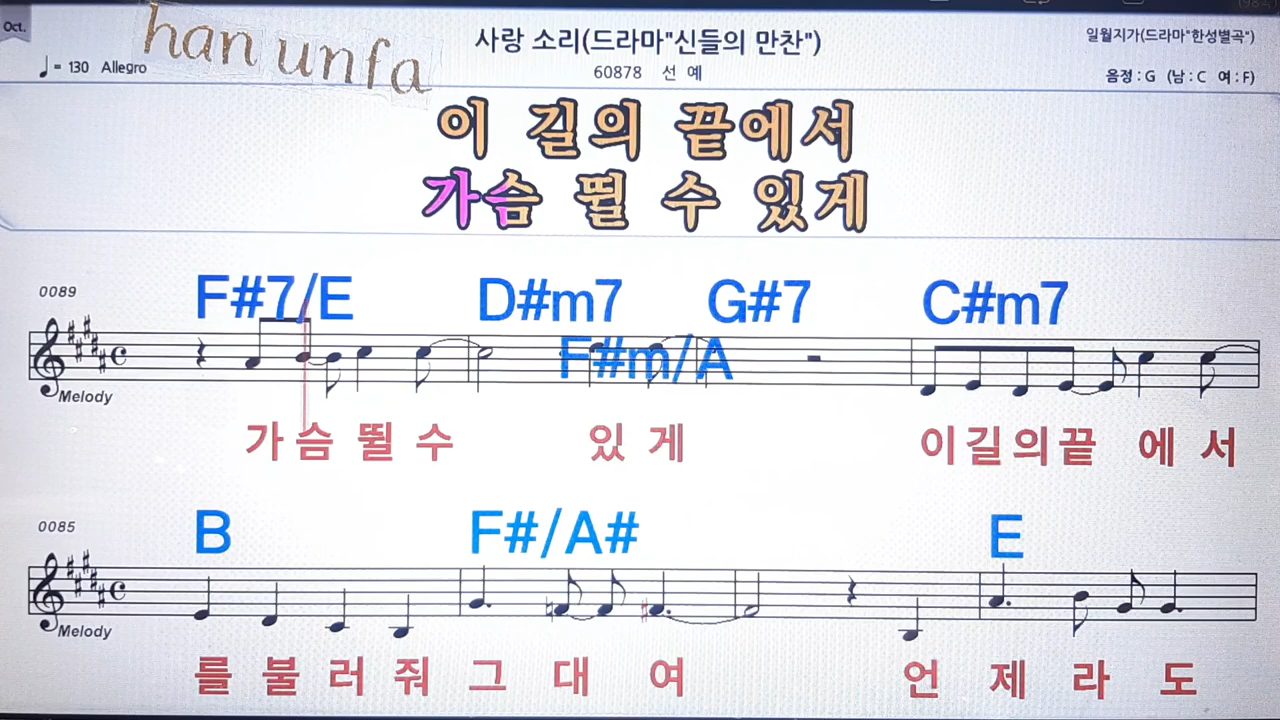 Oct.
han unfa
사랑 소리(드라마"신들의 만찬")
일월지가(드라마"한성별곡")
♩= 130 Allegro
60878 선 예
음정 : G (남 : C 여 : F)
이 길의 끝에서
가슴 뛸 수 있게
0089
F#7/E D#m7 G#7 C#m7
F#m/A
Melody
가 슴 뛸 수 있 게 이 길 의 끝 에 서
0085
B F#/A# E
Melody
를 불 러 줘 그 대 여 언 제 라 도